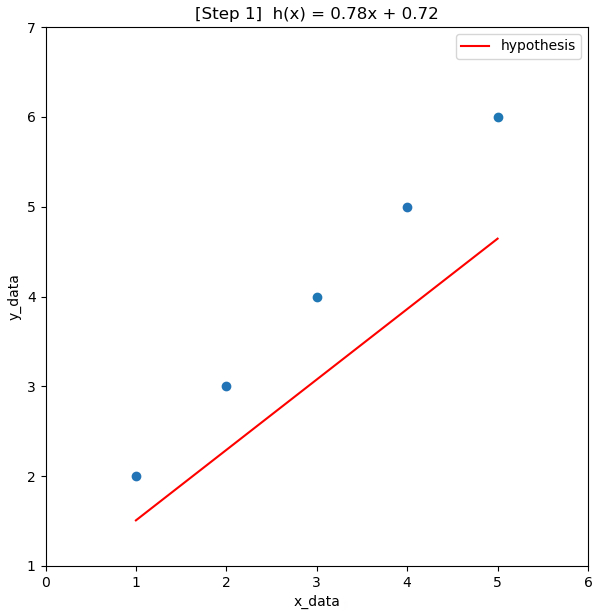 [Step 1]  h(x) = 0.78x + 0.72
hypothesis
7
6
5
4
3
2
1
y_data
0 1 2 3 4 5 6
x_data